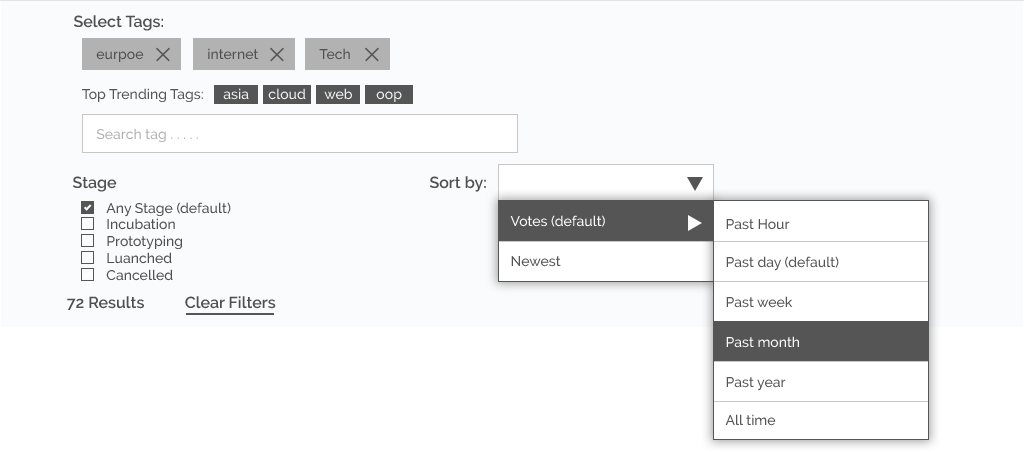 Select Tags:
eurpoe internet Tech
Top Trending Tags: asia cloud web oop
Search tag . . . . .
Stage
Any Stage (default)
Incubation
Prototyping
Luanched
Cancelled
72 Results Clear Filters
Sort by:
Votes (default)
Newest
Past Hour
Past day (default)
Past week
Past month
Past year
All time